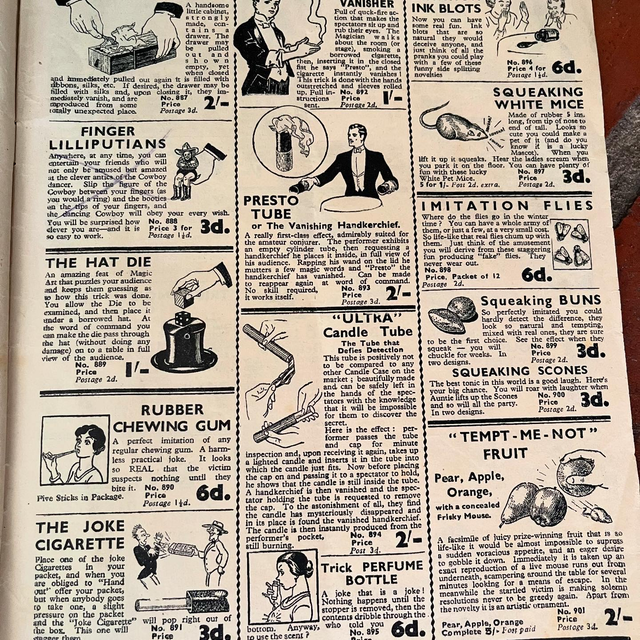 A handsome
little cabinet,
strongly
made, con-
tains a
drawer. The
drawer may
be pulled
out and
shown
empty, yet
when closed
and immediately pulled out again it is filled with
ribbons, silks, etc. If desired, the drawer may be
filled with silks and, upon closing it, they im-
mediately vanish, and are
reproduced from some
totally unexpected place.
No. 887
Price 2/-
Postage 3d.
FINGER
LILLIPUTIANS
Anywhere, at any time, you can
entertain your friends who will
not only be amused but amazed
at the clever antics of the Cowboy
dancer. Slip the figure of the
Cowboy between your fingers (as
you would a ring) and the booties
on the tips of your fingers, and
the dancing Cowboy will obey your every wish.
You will be surprised how
clever you are—and it is
so easy to work.
No. 888
Price 3 for 3d.
Postage 1½d.
THE HAT DIE
An amazing feat of Magic
Art that puzzles your audience
and keeps them guessing as
to how this trick was done.
You allow the Die to be
examined, and then place it
under a borrowed hat. At
the word of command you
can make the die pass through
the hat (without doing any
damage) on to a table in full
view of the audience.
No. 889
Price 1/-
Postage 2d.
RUBBER
CHEWING GUM
A perfect imitation of any
regular chewing gum. A harm-
less practical joke. It looks
so REAL that the victim
suspects nothing until they
bite it. No. 890
Five Sticks in Package. Price 6d.
Postage 1½d.
THE JOKE
CIGARETTE
Place one of the Joke
Cigarettes in your
packet, and when you
are obliged to "Hand
out" offer your packet,
but when anybody goes
to take one, a slight
pressure on the packet
and the "Joke Cigarette" will pop right out of
the box. This one will
No. 891
Price 3d.
VANISHER
Full of quick-fire ac-
tion that makes the
spectators sit up and
rub their eyes. The
Magician walks
about the room (or
stage), smoking a
borrowed cigarette,
then, inserting it in the closed
fist he says "Presto," and the
cigarette instantly vanishes!
This trick is done with the hands
outstretched and sleeves rolled
up. Full in-
structions
sent.
No. 892
Price 1/-
Postage 2d.
PRESTO
TUBE
or The Vanishing Handkerchief.
A really first-class effect, admirably suited for
the amateur conjurer. The performer exhibits
an empty cylinder tube, then requesting a
handkerchief he places it inside, in full view of
his audience. Rapping his wand on the lid he
mutters a few magic words and "Presto" the
handkerchief has vanished. Can be made to
reappear again at word of command.
No skill required,
it works itself.
No. 893
Price 2/-
Postage 3d.
"ULTRA"
Candle Tube
The Tube that
Defies Detection
This tube is positively not
to be compared to any
other Candle Case on the
market; beautifully made
and can be safely left in
the hands of the spec-
tators with the knowledge
that it will be impossible
for them to discover the
secret.
Here is the effect: per-
former passes the tube
and cap for minute
inspection and, upon receiving it again, takes up
a lighted candle and inserts it in the tube into
which the candle just fits. Now before placing
the cap on and passing it to a spectator to hold,
he shows that the candle is still inside the tube.
A handkerchief is then vanished and the spec-
tator holding the tube is requested to remove
the cap. To the astonishment of all, they find
the candle has mysteriously disappeared and
in its place is found the vanished handkerchief.
The candle is then instantly produced from the
performer's pocket,
still burning.
No. 894
Price 2/-
Post 3d.
Trick PERFUME
BOTTLE
A joke that is a joke!
Nothing happens until the
stopper is removed, then the
contents dribble through the
bottom. Anyway, who told you
to use the scent?
No. 895
Price 6d.
INK BLOTS
Now you can have
some real fun. Ink
blots that are so
natural they would
deceive anyone, and
just think of all the
pranks you could play
with a few of these
funny side splitting
novelties
No. 896
Price 4 for 6d.
Postage 1½d.
SQUEAKING
WHITE MICE
Made of rubber 5 ins.
long, from tip of nose to
end of tail. Looks so
cute you could make a
pet of it (and do you
know it is a lucky
Mascot). When you
lift it up it squeaks. Hear the ladies scream when
you park it on the floor. You can have plenty of
fun with these lucky
White Pet Mice.
5 for 1/- Post 2d. extra.
No. 897
Price 3d.
Postage 2d.
IMITATION FLIES
Where do the flies go in the winter
time? You can have a whole army of
them, or just a few, at a very small cost.
So life-like that real flies chum up with
them. Just think of the amusement
you will derive from these staggering
fun producing "fake" flies. They
never wear out.
No. 898
Price, Packet of 12 6d.
Postage 2d.
Squeaking BUNS
So perfectly imitated you could
hardly detect the difference, they
look so natural and tempting,
mixed with real ones, they are sure
to be the first choice. See the effect when they
squeak — you will
chuckle for weeks. In
two designs.
No. 899
Price 3d.
Postage 2d.
SQUEAKING SCONES
The best tonic in this world is a good laugh. Here's
your big chance. You will roar with laughter when
Auntie lifts up the Scones
and so will all the party.
In two designs.
No. 900
Price 3d.
Postage 2d.
"TEMPT-ME-NOT"
FRUIT
Pear, Apple,
Orange,
with a concealed
Frisky Mouse.
A facsimile of juicy prize-winning fruit that is so
life-like it would be almost impossible to suppress
a sudden voracious appetite, and an eager desire
to gobble it down. Immediately it is taken up an
exact reproduction of a live mouse runs out from
underneath, scampering around the table for several
minutes looking for a means of escape. In the
meanwhile the startled victim is making solemn
resolutions never to be greedy again. Apart from
the novelty it is an artistic ornament.
Pear, Apple, Orange
Complete 5/- Post paid
No. 901
Price 2/-
Postage 3d.